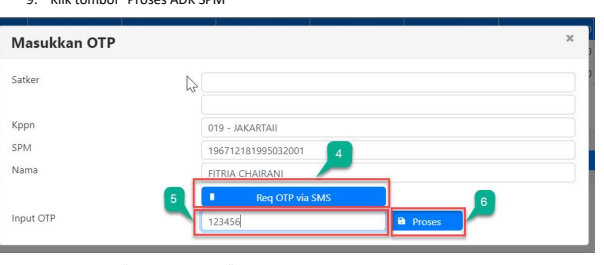 9. Klik tombol "Proses ADK SPM"
Masukkan OTP ×
Satker
Kppn 019 - JAKARTAII
SPM 196712181995032001
4
Nama FITRIA CHAIRANI
5 Req OTP via SMS 6
Input OTP 123456 Proses